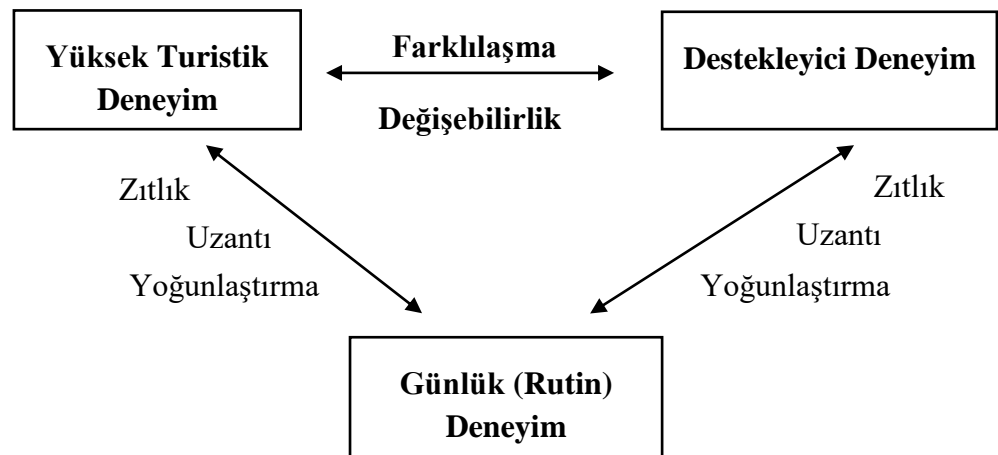 Yüksek Turistik
Deneyim
Farklılaşma
Değişebilirlik
Destekleyici Deneyim
Zıtlık
Uzantı
Yoğunlaştırma
Zıtlık
Uzantı
Yoğunlaştırma
Günlük (Rutin)
Deneyim